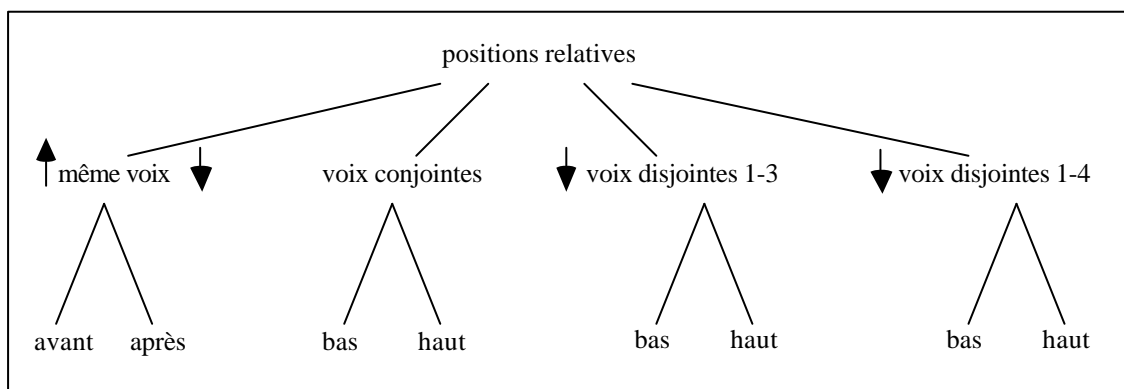 positions relatives
même voix voix conjointes voix disjointes 1-3 voix disjointes 1-4
avant après bas haut bas haut bas haut